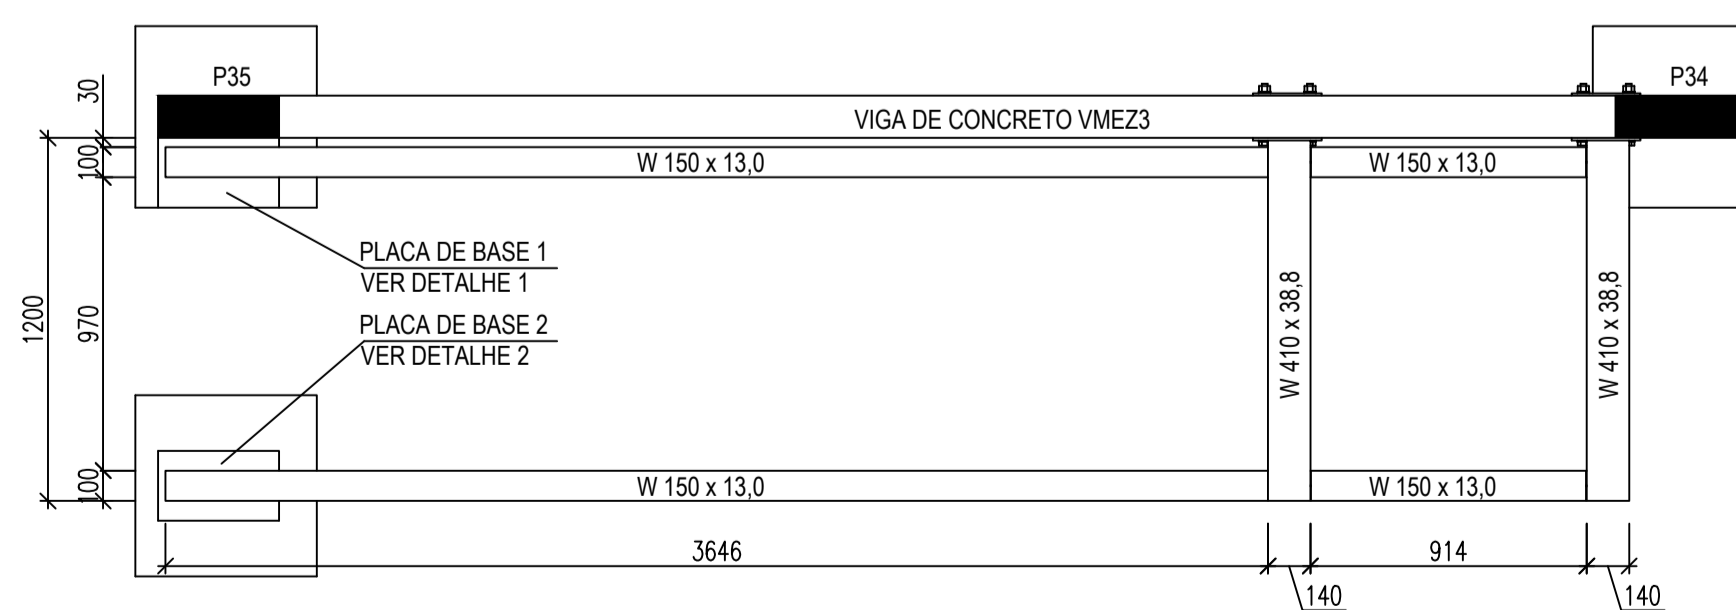 P35
P34
30
VIGA DE CONCRETO VMEZ3
100
W 150 x 13,0
W 150 x 13,0
PLACA DE BASE 1
VER DETALHE 1
1200
970
PLACA DE BASE 2
VER DETALHE 2
W 410 x 38,8
W 410 x 38,8
100
W 150 x 13,0
W 150 x 13,0
3646
914
140
140